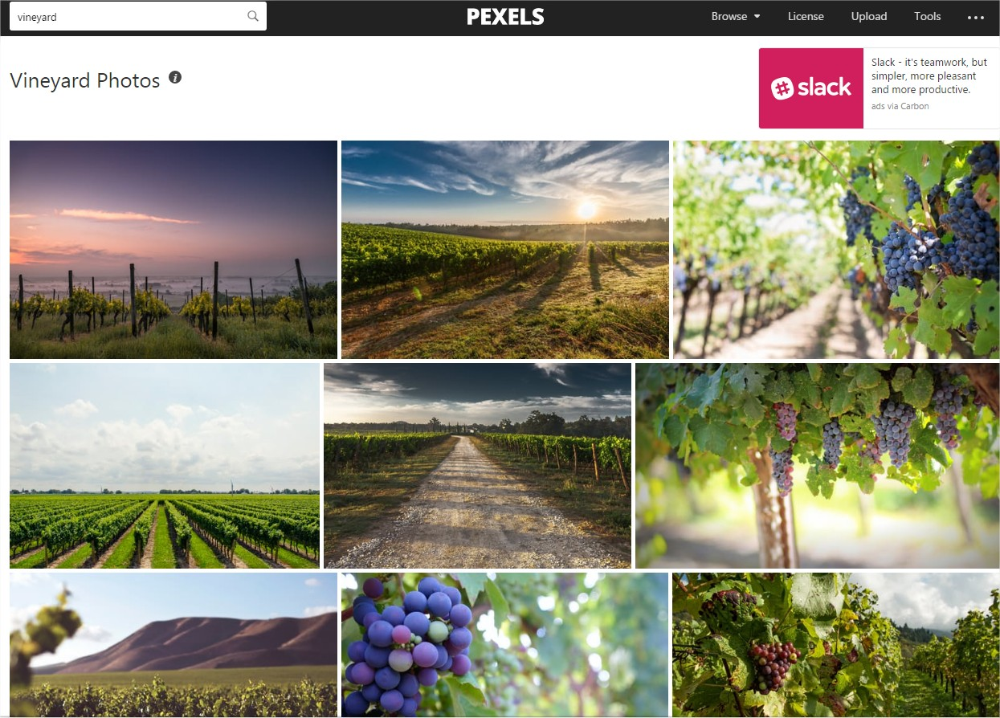 vineyard
PEXELS
Browse
License
Upload
Tools
Vineyard Photos
slack
Slack - it's teamwork, but
simpler, more pleasant
and more productive.
ads via Carbon